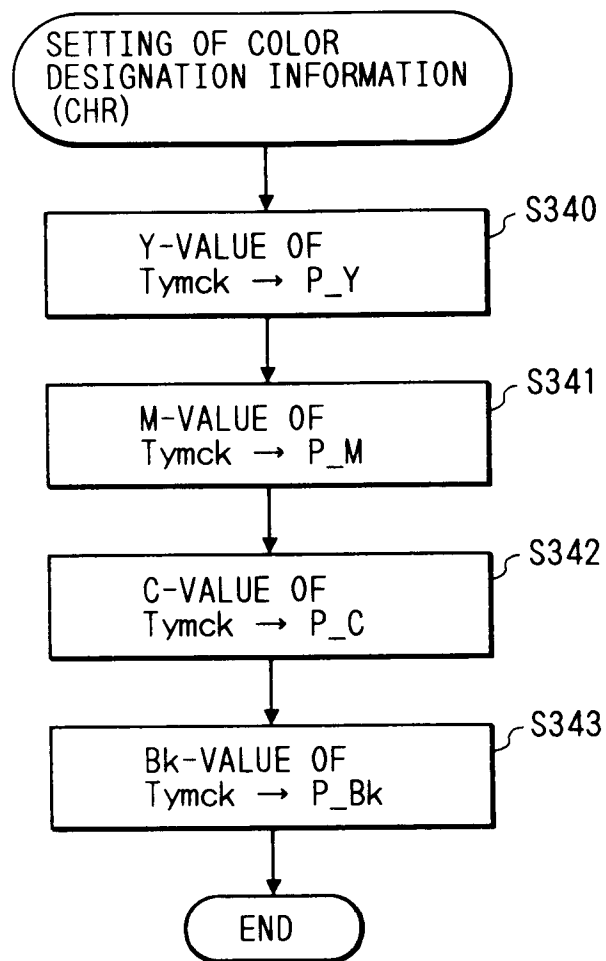 SETTING OF COLOR
DESIGNATION INFORMATION
(CHR)
S340
Y-VALUE OF
Tymck → P_Y
S341
M-VALUE OF
Tymck → P_M
S342
C-VALUE OF
Tymck → P_C
S343
Bk-VALUE OF
Tymck → P_Bk
END